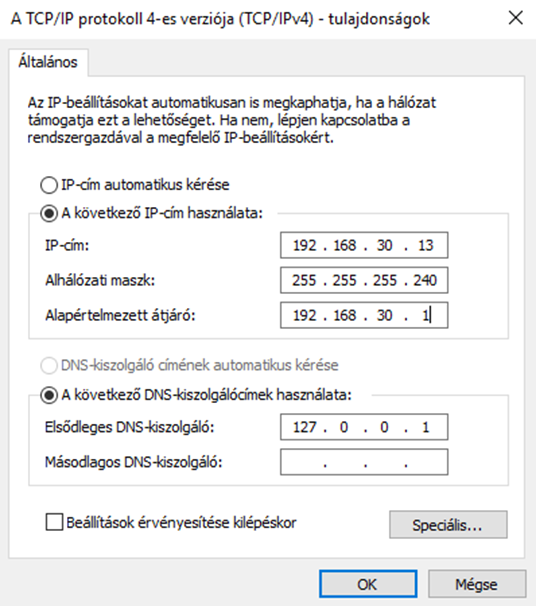 A TCP/IP protokoll 4-es verziója (TCP/IPv4) - tulajdonságok
Általános
Az IP-beállításokat automatikusan is megkaphatja, ha a hálózat
támogatja ezt a lehetőséget. Ha nem, lépjen kapcsolatba a
rendszergazdával a megfelelő IP-beállításokért.
IP-cím automatikus kérése
A következő IP-cím használata:
IP-cím: 192 . 168 . 30 . 13
Alhálózati maszk: 255 . 255 . 255 . 240
Alapértelmezett átjáró: 192 . 168 . 30 . 1
DNS-kiszolgáló címének automatikus kérése
A következő DNS-kiszolgálócímek használata:
Elsődleges DNS-kiszolgáló: 127 . 0 . 0 . 1
Másodlagos DNS-kiszolgáló: . . .
Beállítások érvényesítése kilépéskor Speciális...
OK Mégse